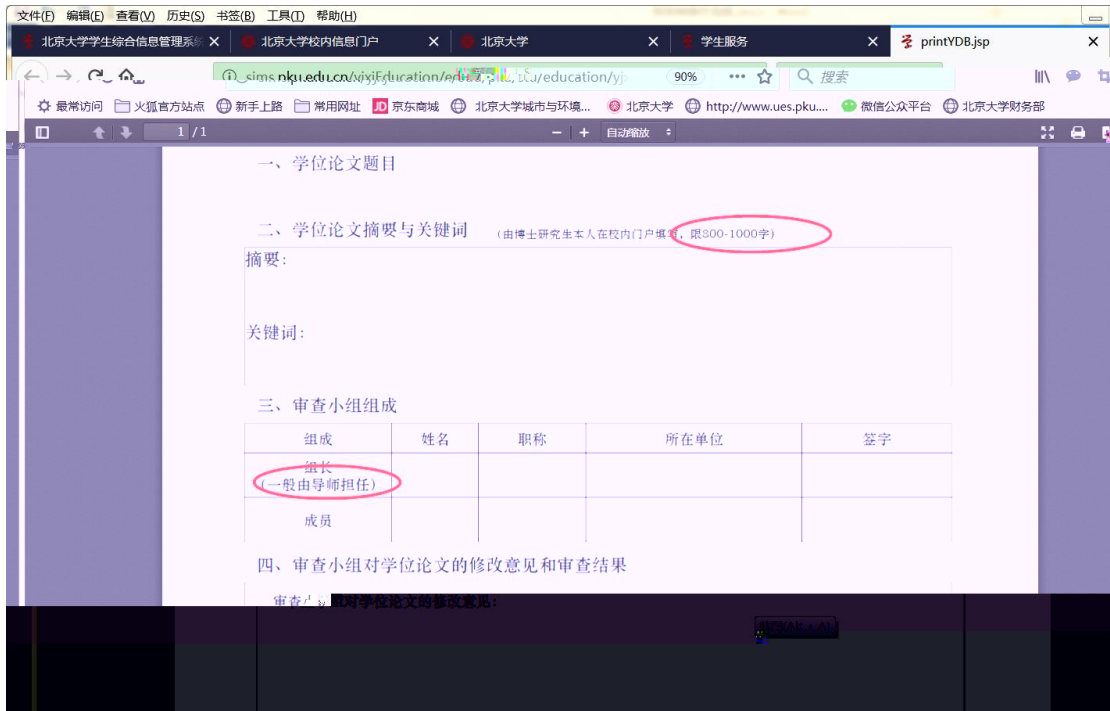 文件(F) 编辑(E) 查看(V) 历史(S) 书签(B) 工具(T) 帮助(H)
北京大学学生综合信息管理系统 北京大学校内信息门户 北京大学 学生服务 printYDB.jsp
90% 搜索
最常访问 火狐官方站点 新手上路 常用网址 JD 京东商城 北京大学城市与环境... 北京大学 http://www.ues.pku.... 微信公众平台 北京大学财务部
1 / 1 自动缩放
一、学位论文题目
二、学位论文摘要与关键词 (由博士研究生本人在校内门户填写，限800-1000字)
摘要:
关键词:
三、审查小组组成
组成 姓名 职称 所在单位 签字
组长
(一般由导师担任)
成员
四、审查小组对学位论文的修改意见和审查结果
审查小组对学位论文的修改意见: